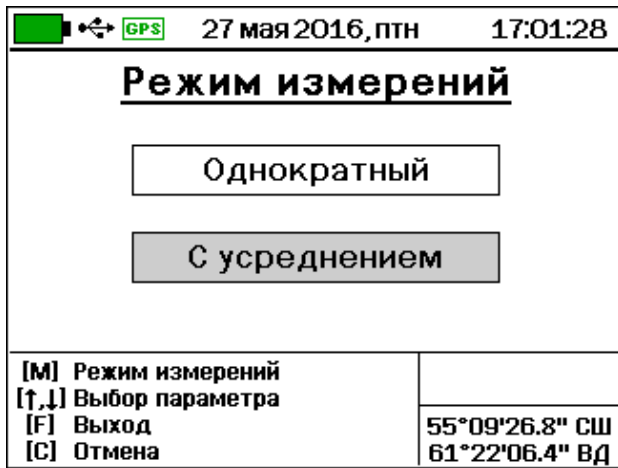 GPS 27 мая 2016, птн 17:01:28
Режим измерений
Однократный
С усреднением
[M] Режим измерений
[↑,↓] Выбор параметра
[F] Выход
[C] Отмена
55°09'26.8" СШ
61°22'06.4" ВД